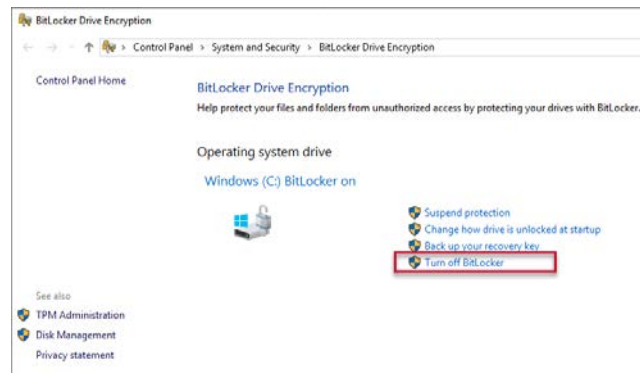 BitLocker Drive Encryption
Control Panel > System and Security > BitLocker Drive Encryption
Control Panel Home
BitLocker Drive Encryption
Help protect your files and folders from unauthorized access by protecting your drives with BitLocker.
Operating system drive
Windows (C:) BitLocker on
Suspend protection
Change how drive is unlocked at startup
Back up your recovery key
Turn off BitLocker
See also
TPM Administration
Disk Management
Privacy statement